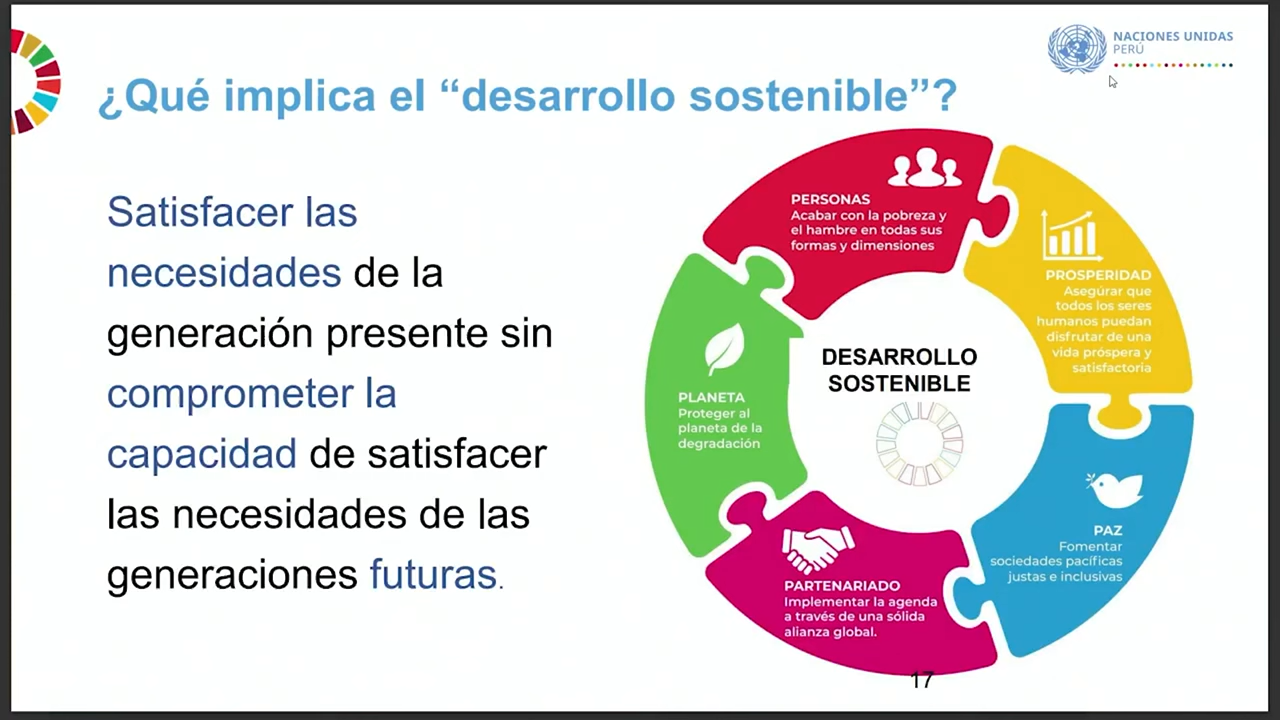 NACIONES UNIDAS
PERÚ
¿Qué implica el “desarrollo sostenible”?
Satisfacer las
necesidades de la
generación presente sin
comprometer la
capacidad de satisfacer
las necesidades de las
generaciones futuras.
PERSONAS
Acabar con la pobreza y
el hambre en todas sus
formas y dimensiones
PROSPERIDAD
Asegúrar que
todos los seres
humanos puedan
disfrutar de una
vida próspera y
satisfactoria
DESARROLLO
SOSTENIBLE
PLANETA
Proteger al
planeta de la
degradación
PAZ
Fomentar
sociedades pacíficas
justas e inclusivas
PARTENARIADO
Implementar la agenda
a través de una sólida
alianza global.
17